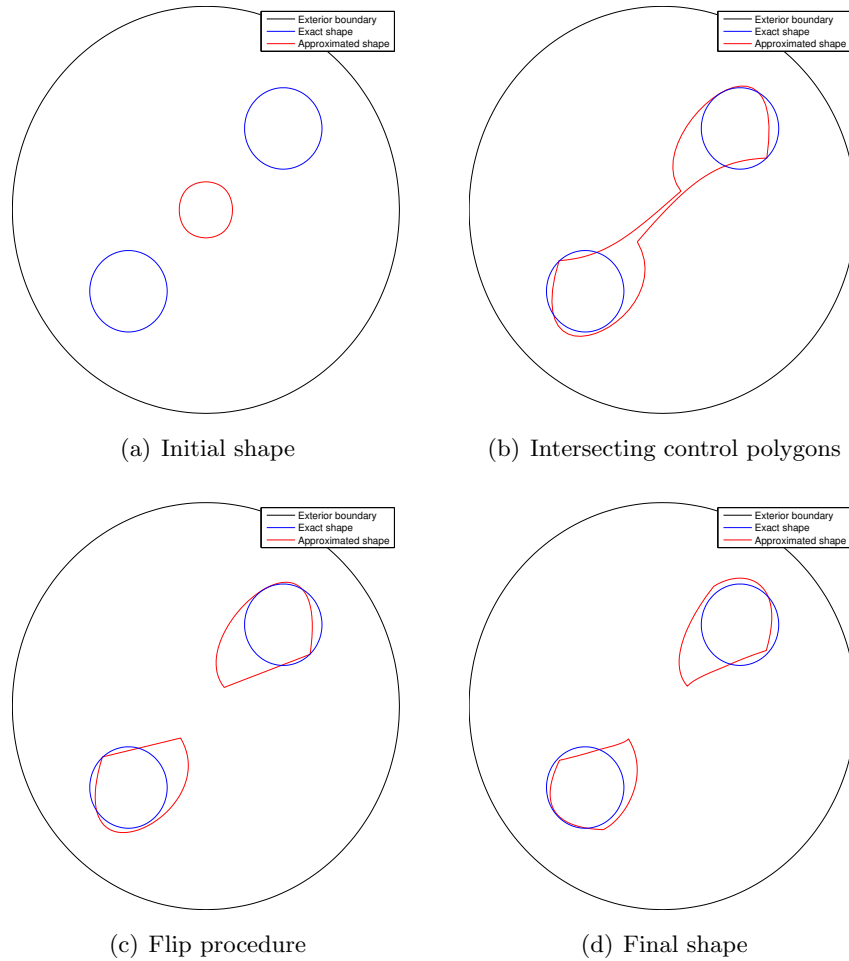 Exterior boundary
Exact shape
Approximated shape
Exterior boundary
Exact shape
Approximated shape
(a) Initial shape
(b) Intersecting control polygons
Exterior boundary
Exact shape
Approximated shape
Exterior boundary
Exact shape
Approximated shape
(c) Flip procedure
(d) Final shape